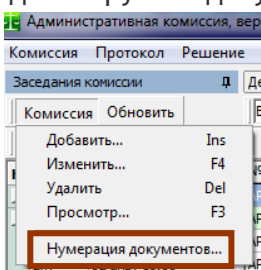 Административная комиссия, вер
Комиссия Протокол Решение
Заседания комиссии
Комиссия Обновить
Добавить... Ins
Изменить... F4
Удалить Del
Просмотр... F3
Нумерация документов...